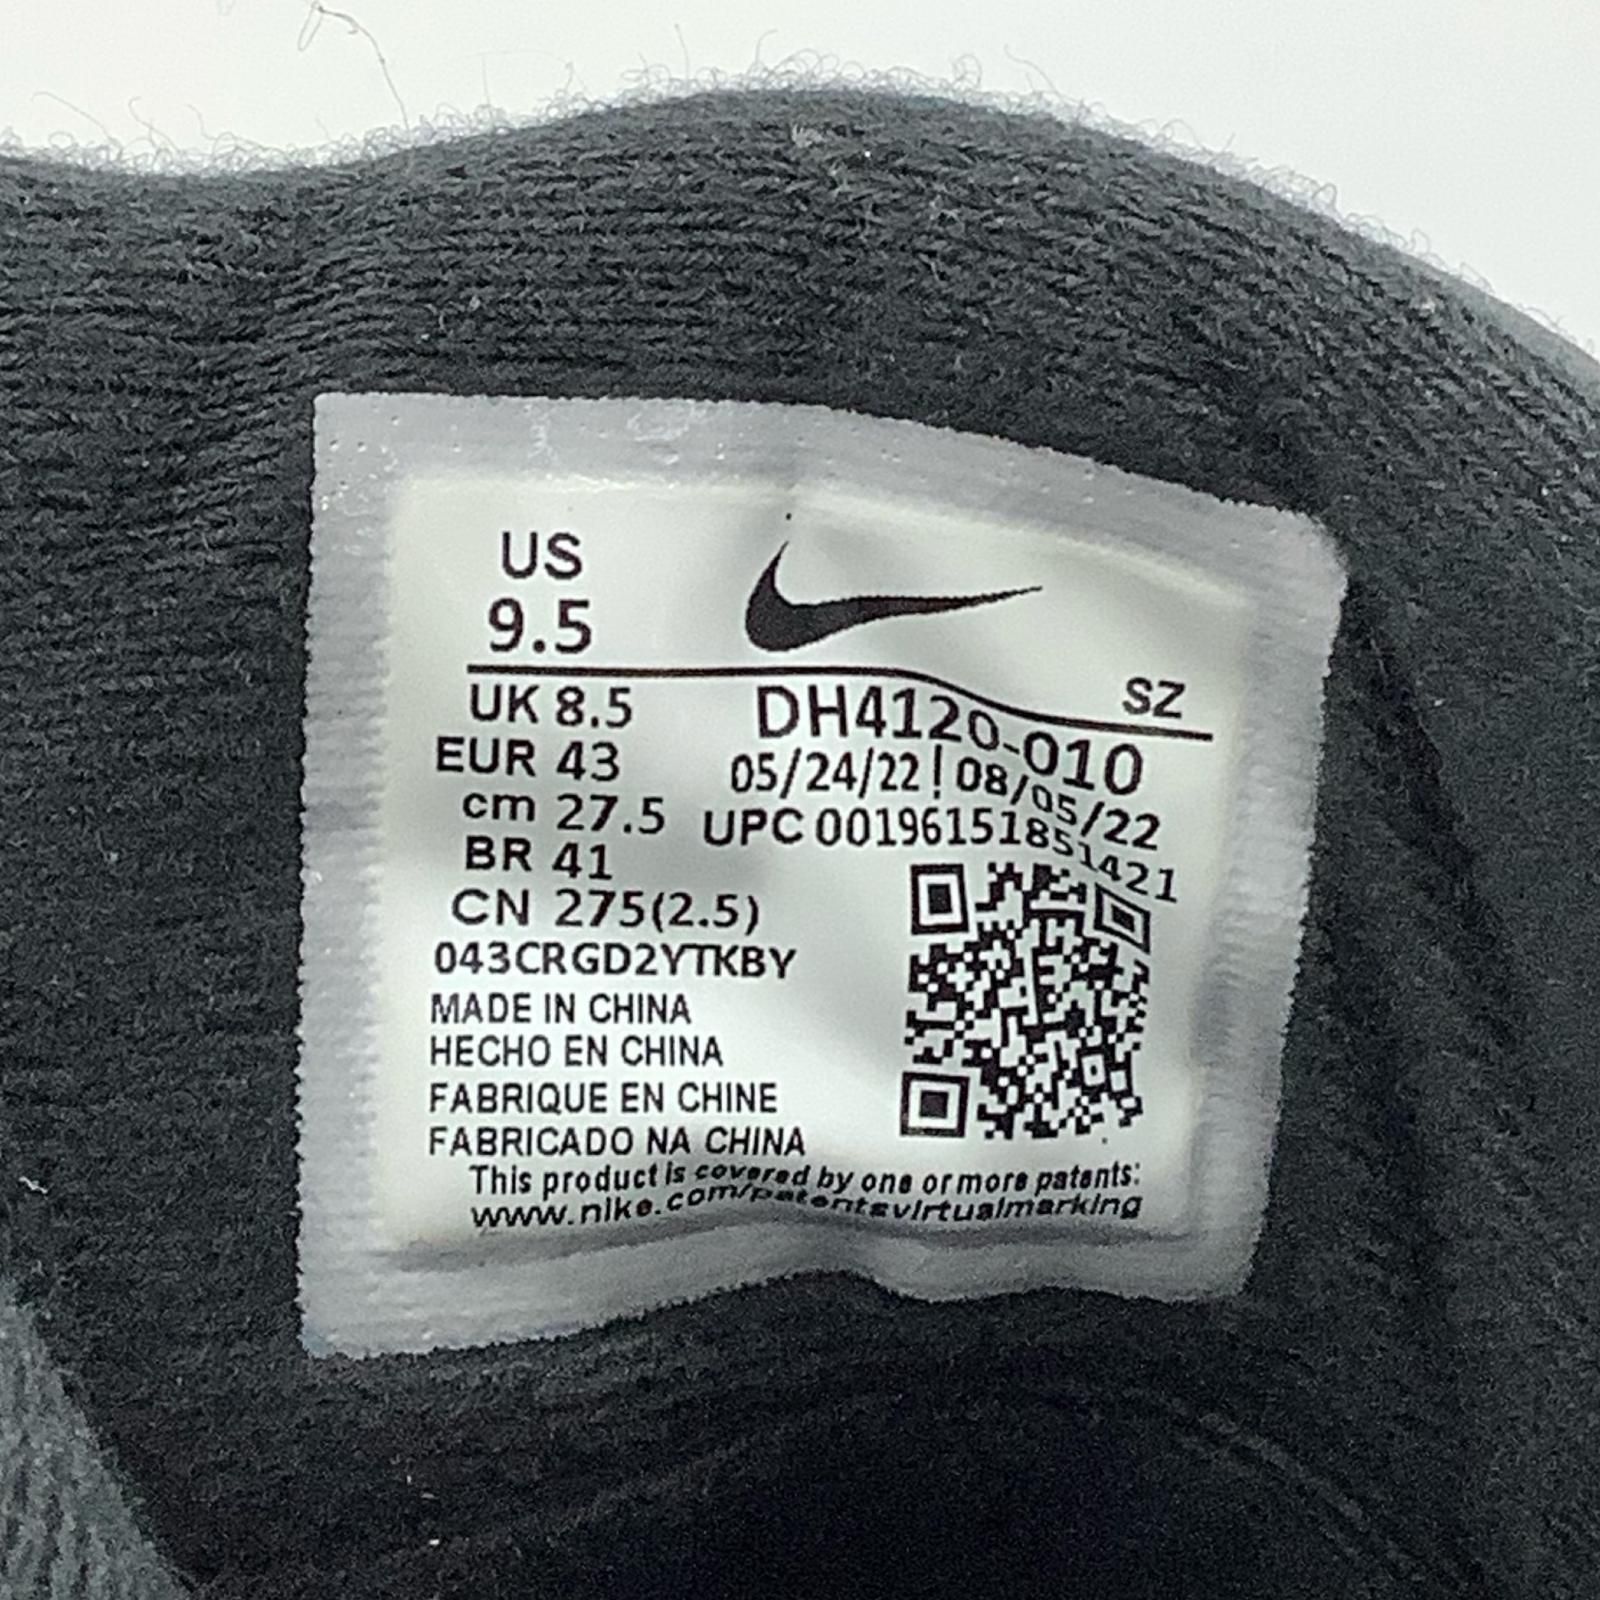 US
9.5
SZ
UK 8.5
DH4120-010
EUR 43
05/24/22 | 08/05/22
cm 27.5
UPC 00196151851421
BR 41
CN 275(2.5)
043CRGD2YTKBY
MADE IN CHINA
HECHO EN CHINA
FABRIQUE EN CHINE
FABRICADO NA CHINA
This product is covered by one or more patents:
www.nike.com/patentsvirtualmarking